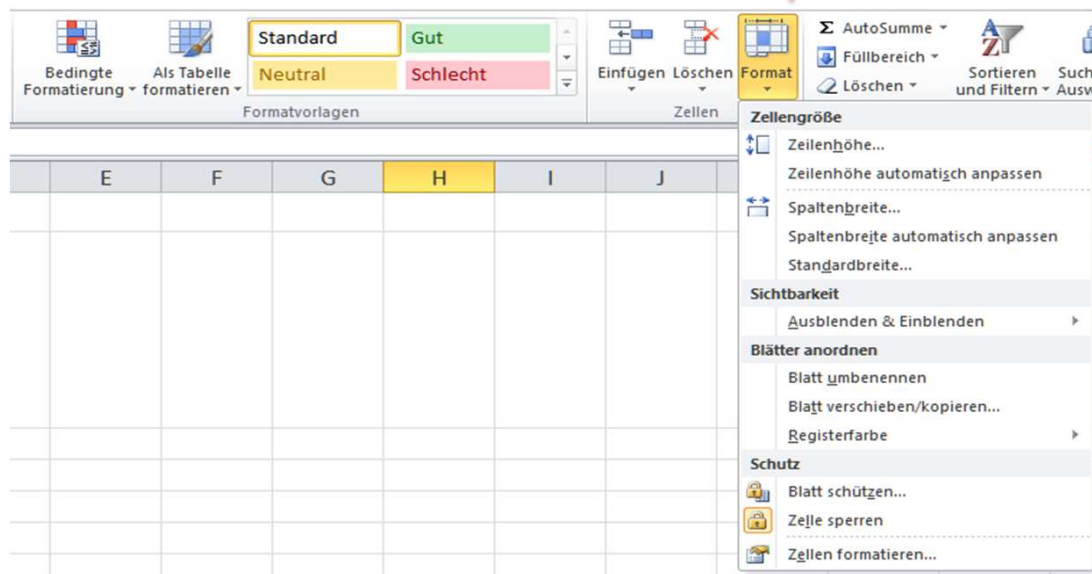 Standard
Gut
Neutral
Schlecht
Bedingte
Formatierung
Als Tabelle
formatieren
Formatvorlagen
Einfügen
Löschen
Format
Zellen
Σ AutoSumme
Füllbereich
Löschen
Sortieren
und Filtern
E F G H I J
Zellengröße
Zeilenhöhe...
Zeilenhöhe automatisch anpassen
Spaltenbreite...
Spaltenbreite automatisch anpassen
Standardbreite...
Sichtbarkeit
Ausblenden & Einblenden
Blätter anordnen
Blatt umbenennen
Blatt verschieben/kopieren...
Registerfarbe
Schutz
Blatt schützen...
Zelle sperren
Zellen formatieren...